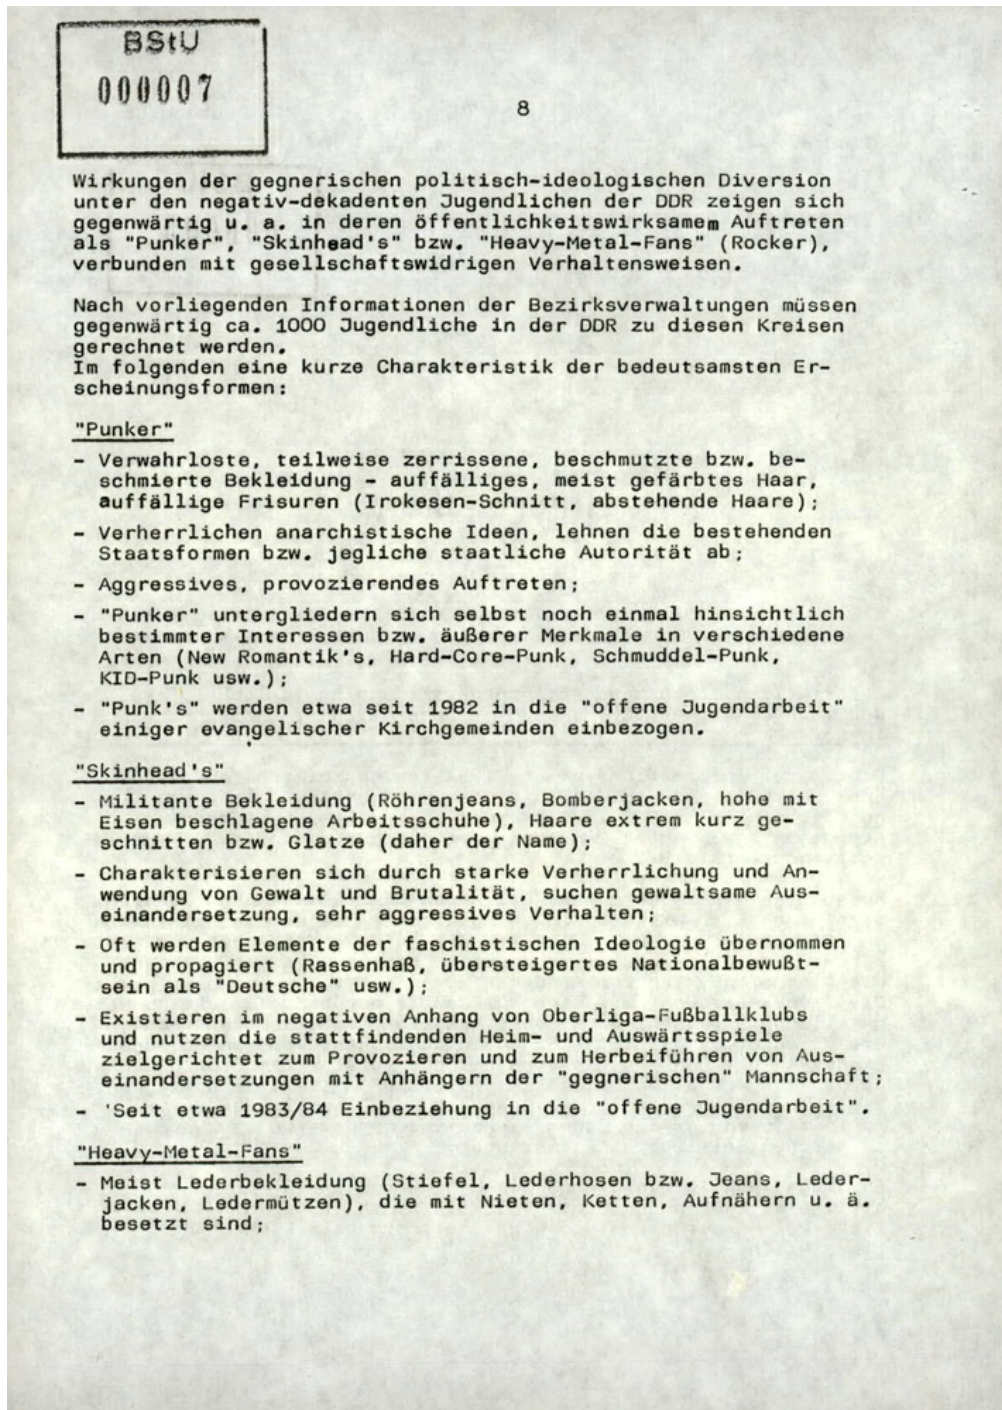 BStU
000007
8
Wirkungen der gegnerischen politisch-ideologischen Diversion
unter den negativ-dekadenten Jugendlichen der DDR zeigen sich
gegenwärtig u. a. in deren öffentlichkeitswirksamem Auftreten
als "Punker", "Skinhead's" bzw. "Heavy-Metal-Fans" (Rocker),
verbunden mit gesellschaftswidrigen Verhaltensweisen.
Nach vorliegenden Informationen der Bezirksverwaltungen müssen
gegenwärtig ca. 1000 Jugendliche in der DDR zu diesen Kreisen
gerechnet werden.
Im folgenden eine kurze Charakteristik der bedeutsamsten Er-
scheinungsformen:
"Punker"
- Verwahrloste, teilweise zerrissene, beschmutzte bzw. be-
schmierte Bekleidung - auffälliges, meist gefärbtes Haar,
auffällige Frisuren (Irokesen-Schnitt, abstehende Haare);
- Verherrlichen anarchistische Ideen, lehnen die bestehenden
Staatsformen bzw. jegliche staatliche Autorität ab;
- Aggressives, provozierendes Auftreten;
- "Punker" untergliedern sich selbst noch einmal hinsichtlich
bestimmter Interessen bzw. äußerer Merkmale in verschiedene
Arten (New Romantik's, Hard-Core-Punk, Schmuddel-Punk,
KID-Punk usw.);
- "Punk's" werden etwa seit 1982 in die "offene Jugendarbeit"
einiger evangelischer Kirchgemeinden einbezogen.
"Skinhead's"
- Militante Bekleidung (Röhrenjeans, Bomberjacken, hohe mit
Eisen beschlagene Arbeitsschuhe), Haare extrem kurz ge-
schnitten bzw. Glatze (daher der Name);
- Charakterisieren sich durch starke Verherrlichung und An-
wendung von Gewalt und Brutalität, suchen gewaltsame Aus-
einandersetzung, sehr aggressives Verhalten;
- Oft werden Elemente der faschistischen Ideologie übernommen
und propagiert (Rassenhaß, übersteigertes Nationalbewußt-
sein als "Deutsche" usw.);
- Existieren im negativen Anhang von Oberliga-Fußballklubs
und nutzen die stattfindenden Heim- und Auswärtsspiele
zielgerichtet zum Provozieren und zum Herbeiführen von Aus-
einandersetzungen mit Anhängern der "gegnerischen" Mannschaft;
- 'Seit etwa 1983/84 Einbeziehung in die "offene Jugendarbeit".
"Heavy-Metal-Fans"
- Meist Lederbekleidung (Stiefel, Lederhosen bzw. Jeans, Leder-
jacken, Ledermützen), die mit Nieten, Ketten, Aufnähern u. ä.
besetzt sind;